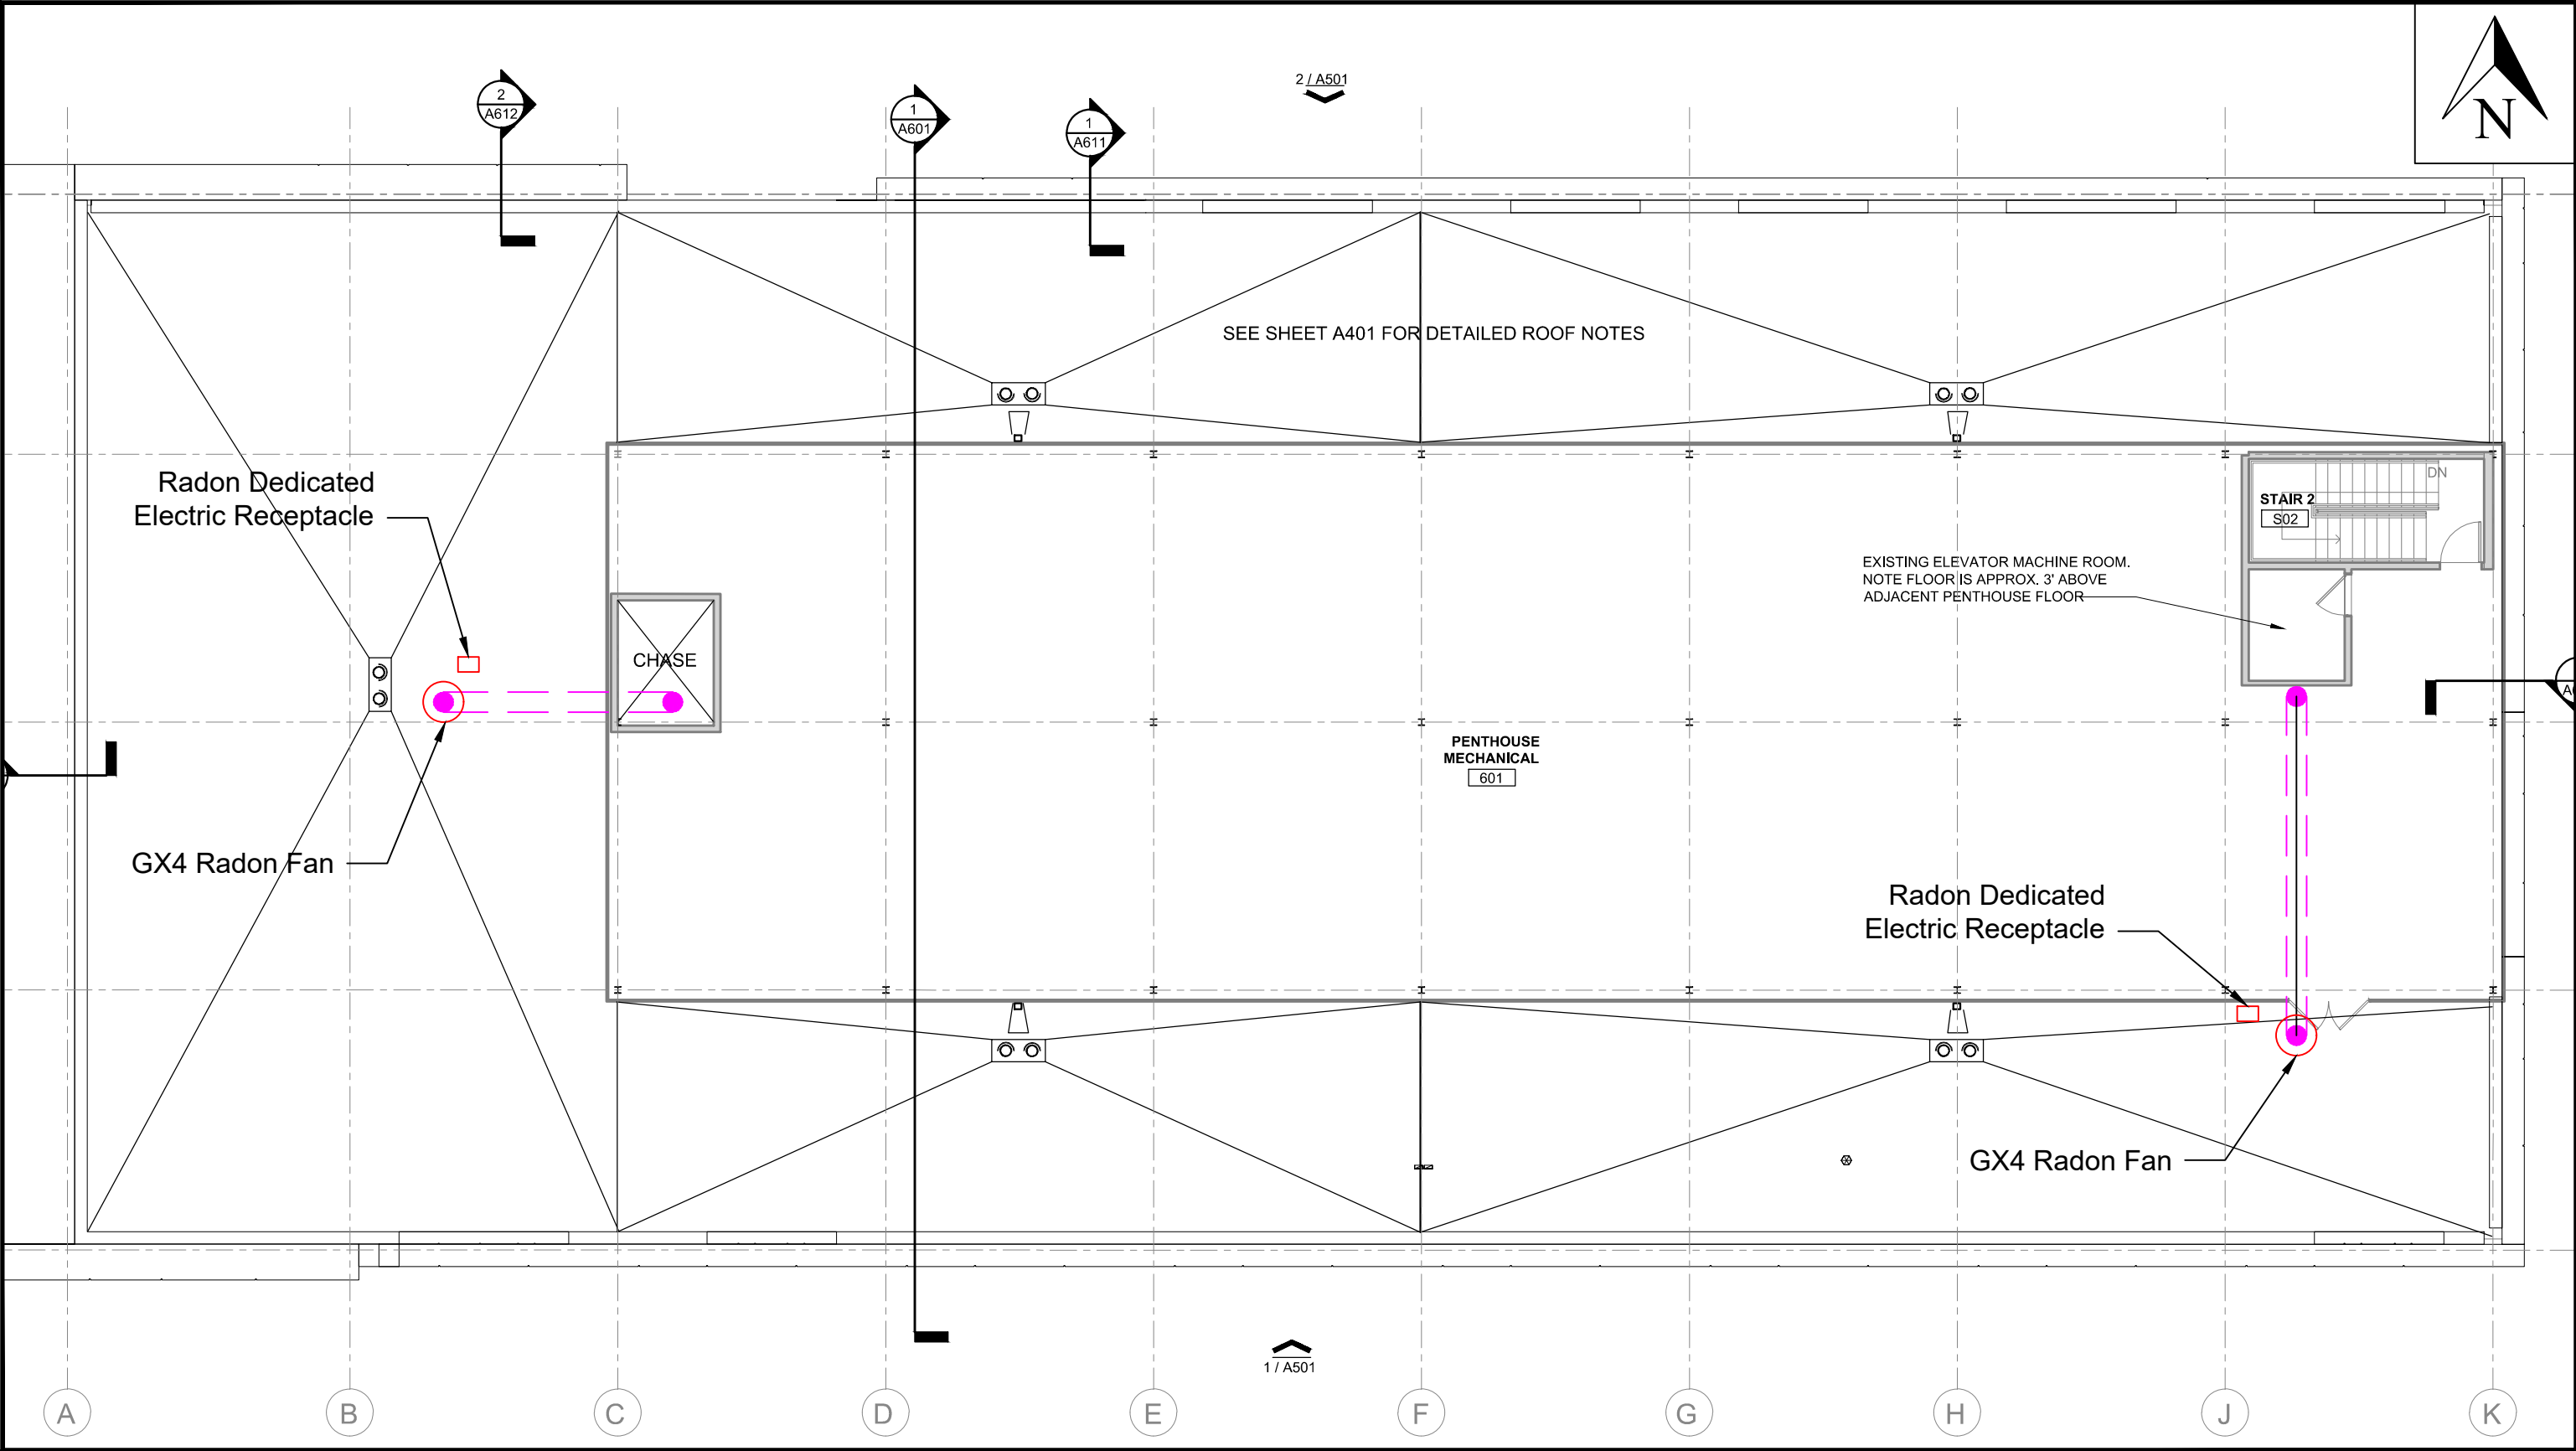 N
2 / A501
2
A612
1
A601
1
A611
SEE SHEET A401 FOR DETAILED ROOF NOTES
Radon Dedicated
Electric Receptacle
DN
STAIR 2
S02
EXISTING ELEVATOR MACHINE ROOM.
NOTE FLOOR IS APPROX. 3' ABOVE
ADJACENT PENTHOUSE FLOOR
CHASE
PENTHOUSE
MECHANICAL
601
GX4 Radon Fan
Radon Dedicated
Electric Receptacle
GX4 Radon Fan
1 / A501
A
B
C
D
E
F
G
H
J
K